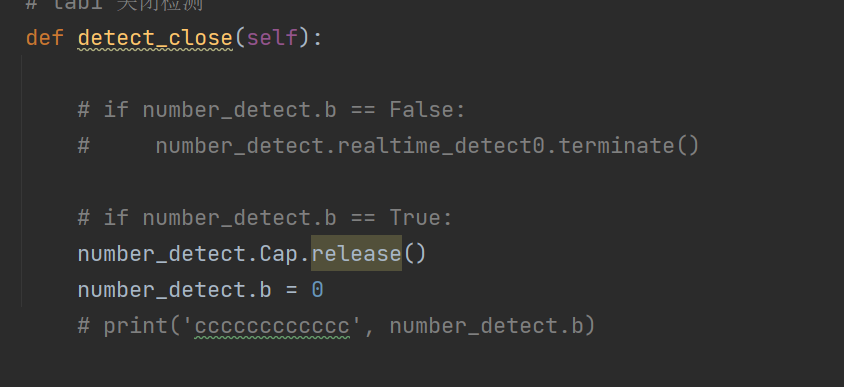 # tab1 关闭检测
def detect_close(self):
# if number_detect.b == False:
#     number_detect.realtime_detect0.terminate()
# if number_detect.b == True:
number_detect.Cap.release()
number_detect.b = 0
# print('cccccccccccc', number_detect.b)